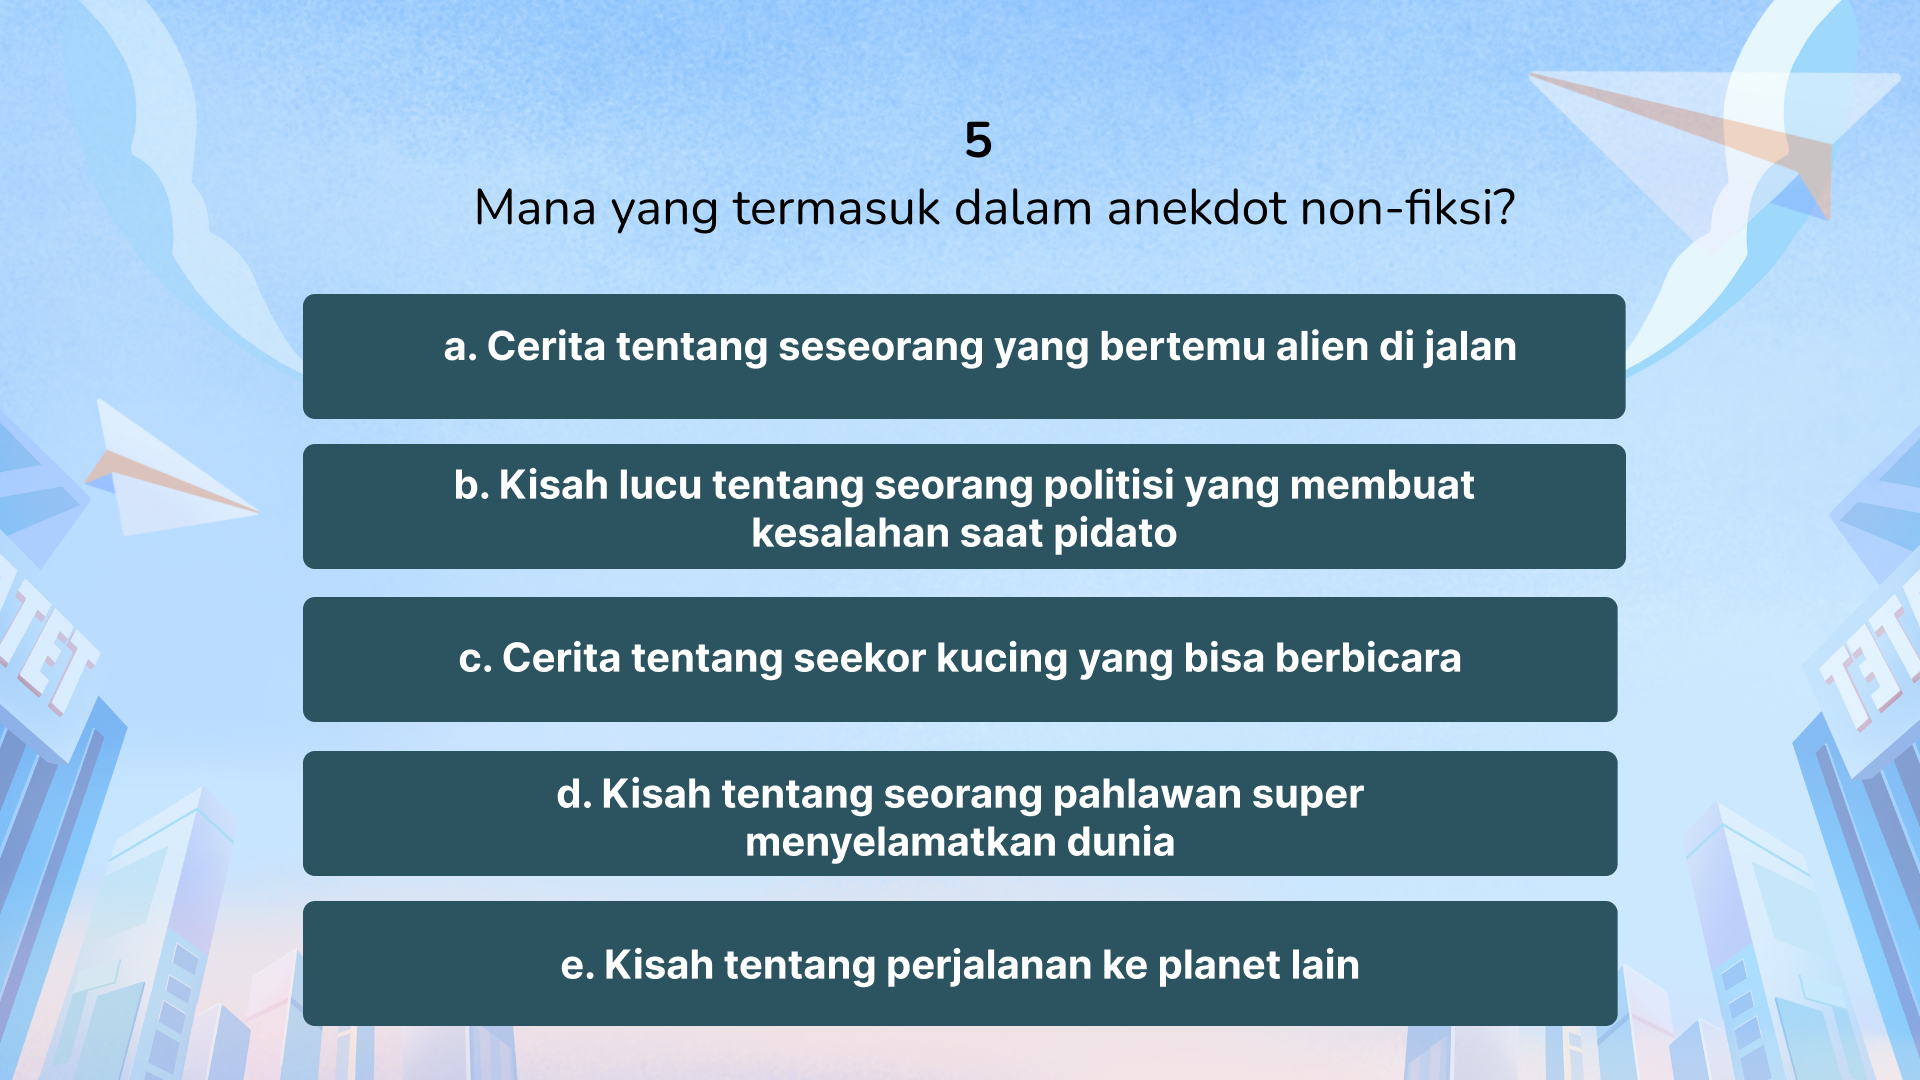 5
Mana yang termasuk dalam anekdot non-fiksi?
a. Cerita tentang seseorang yang bertemu alien di jalan
b. Kisah lucu tentang seorang politisi yang membuat
kesalahan saat pidato
c. Cerita tentang seekor kucing yang bisa berbicara
d. Kisah tentang seorang pahlawan super
menyelamatkan dunia
e. Kisah tentang perjalanan ke planet lain